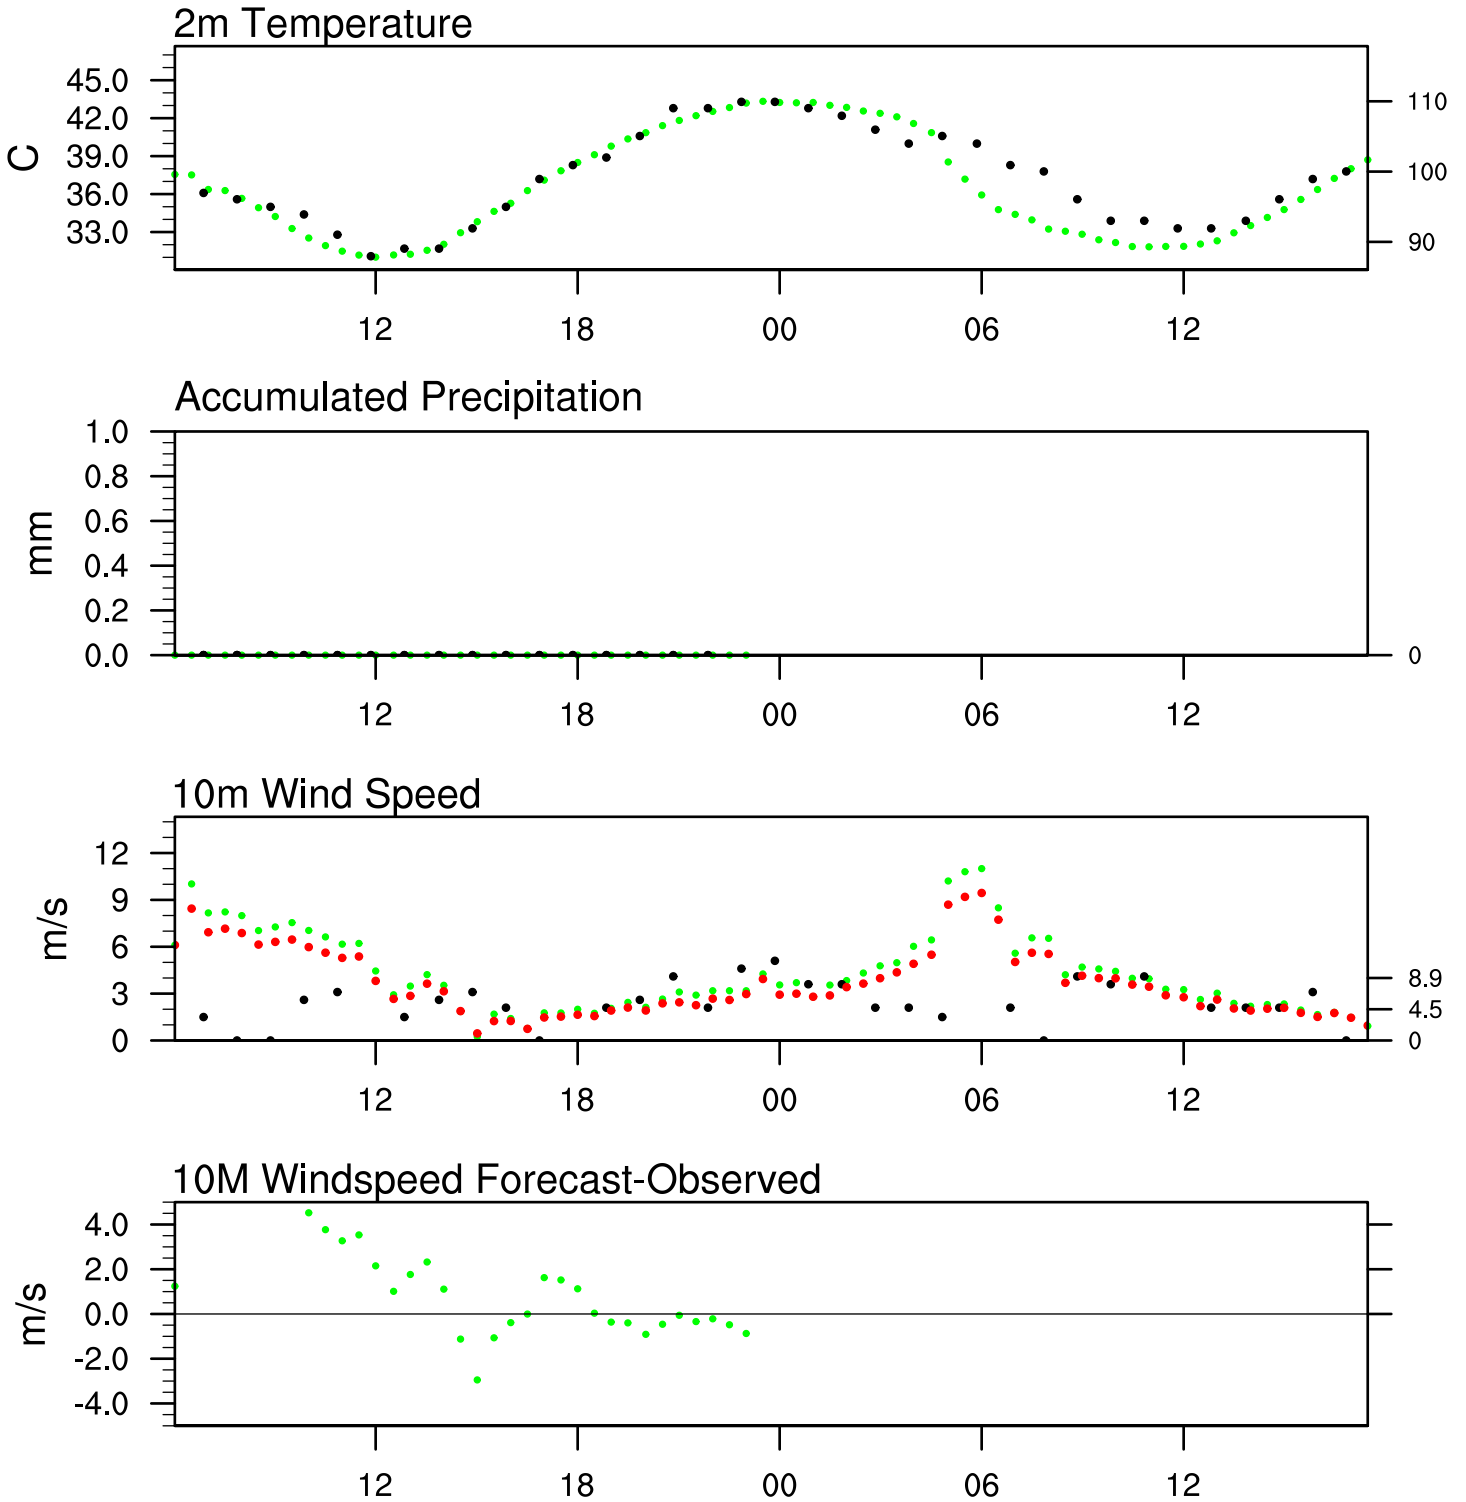 2m Temperature
45.0
42.0
39.0
36.0
33.0
C
110
100
90
12 18 00 06 12
Accumulated Precipitation
1.0
0.8
0.6
0.4
0.2
0.0
mm
0
12 18 00 06 12
10m Wind Speed
12
9
6
3
0
m/s
8.9
4.5
0
12 18 00 06 12
10M Windspeed Forecast-Observed
4.0
2.0
0.0
-2.0
-4.0
m/s
12 18 00 06 12